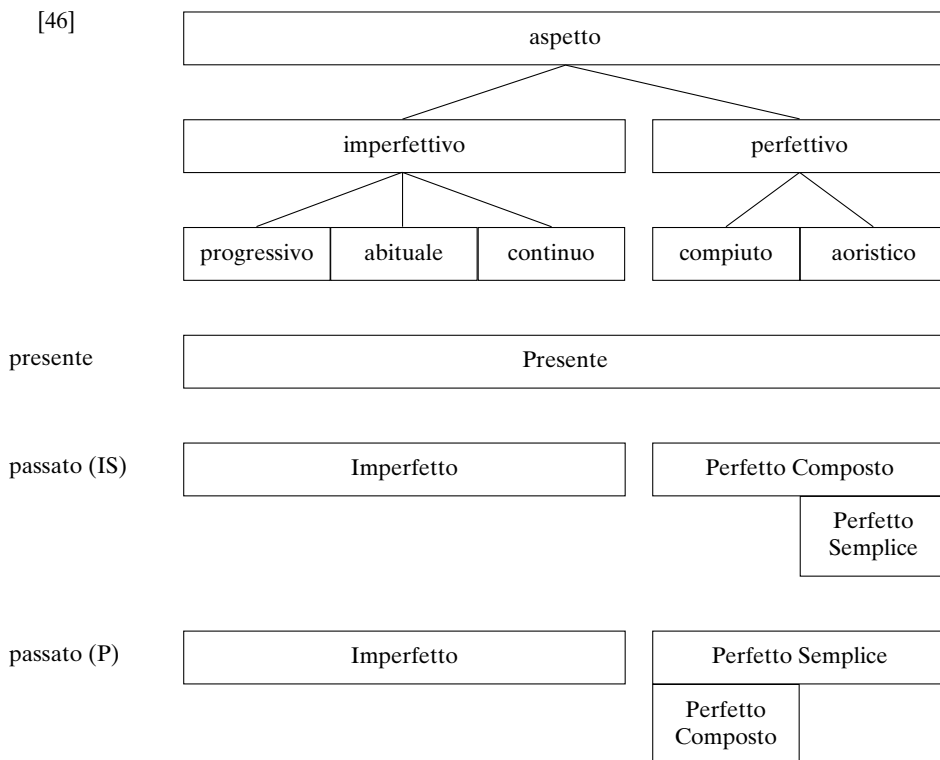 [46]
aspetto
imperfettivo perfettivo
progressivo abituale continuo compiuto aoristico
presente Presente
passato (IS) Imperfetto Perfetto Composto
Perfetto
Semplice
passato (P) Imperfetto Perfetto Semplice
Perfetto
Composto